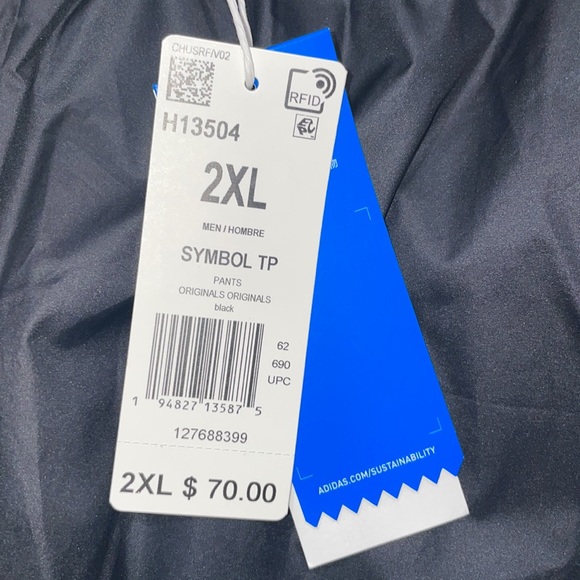 CHUSRF/V02
RFID
H13504
2XL
MEN / HOMBRE
SYMBOL TP
PANTS
ORIGINALS ORIGINALS
black
62
690
UPC
1 94827 13587 5
127688399
2XL $ 70.00
ADIDAS.COM/SUSTAINABILITY